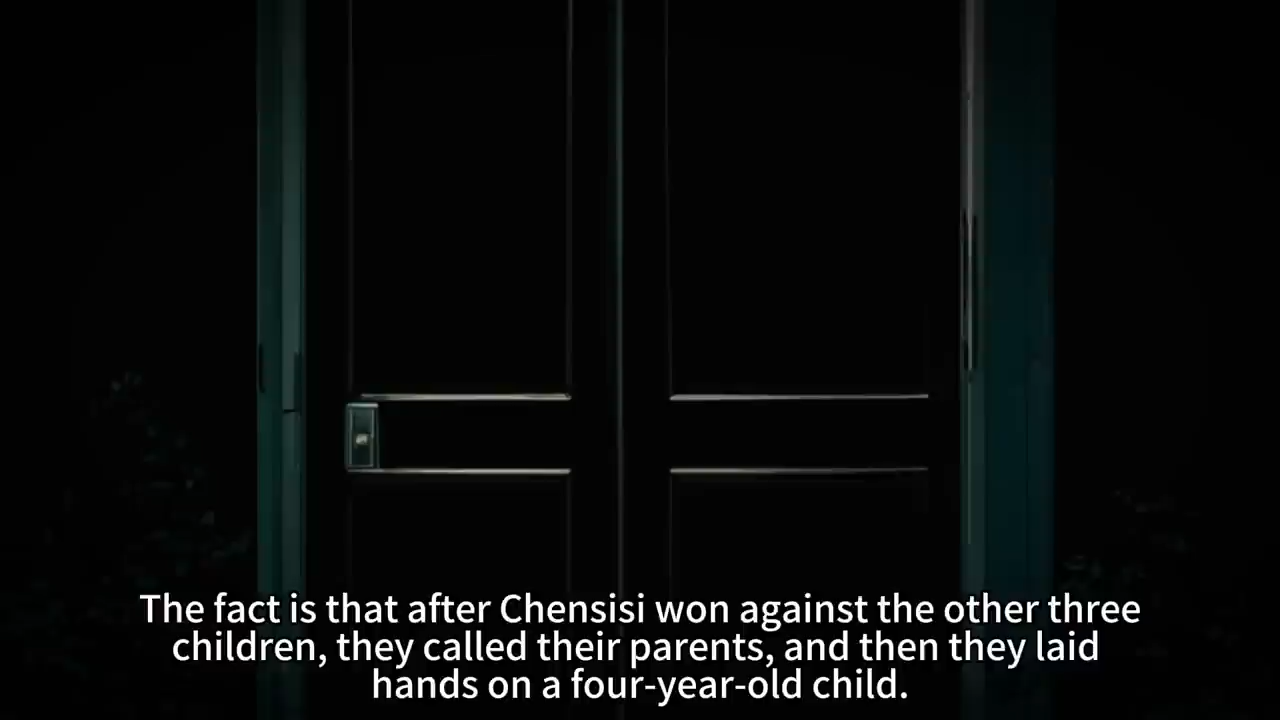 The fact is that after Chensisi won against the other three
children, they called their parents, and then they laid
hands on a four-year-old child.